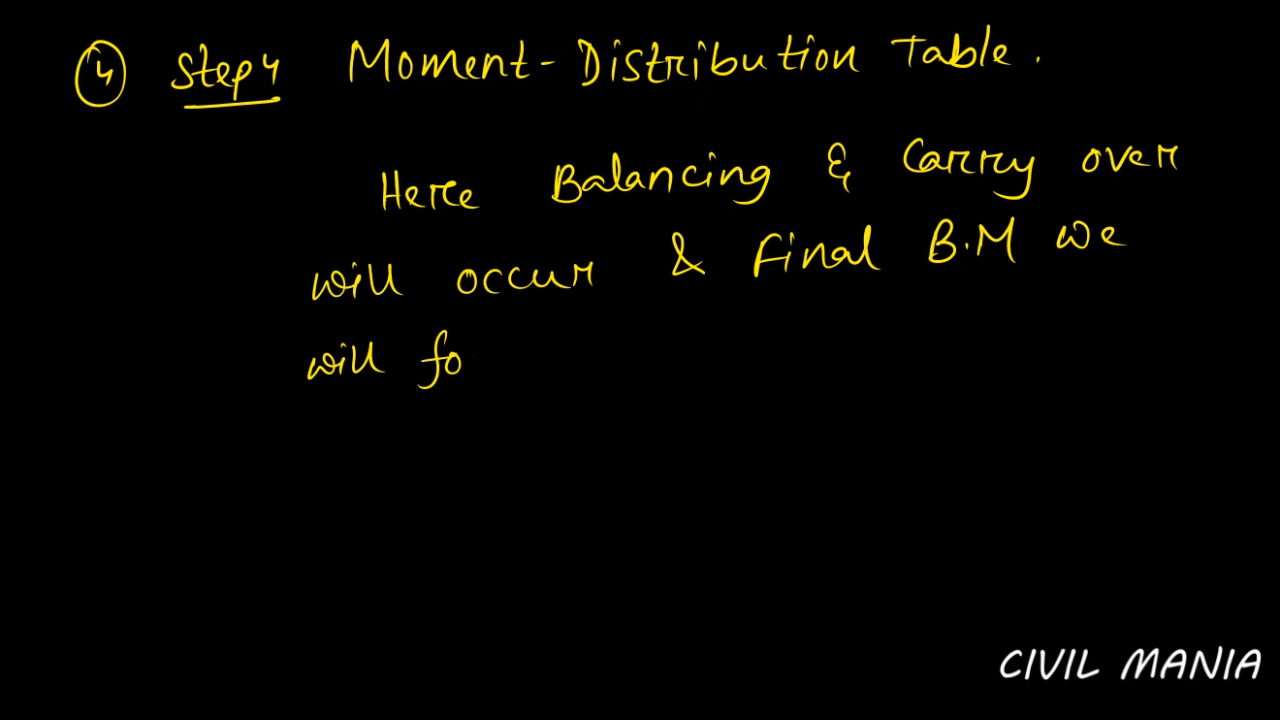 ④ Step 4 Moment-Distribution Table.
Here Balancing & Carry over
will occur & Final B.M we
will fo
CIVIL MANIA